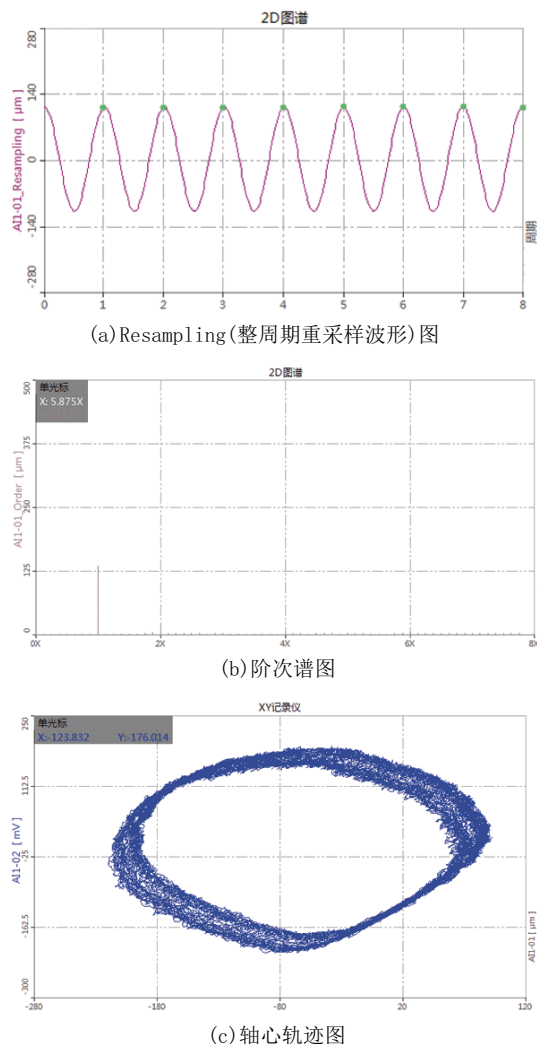 2D图谱
280
140
0
-140
-280
AI1-01_Resampling [ μm ]
周期
0 1 2 3 4 5 6 7 8
(a)Resampling(整周期重采样波形)图
2D图谱
单光标
X: 5.875X
500
375
250
125
0
AI1-01_Order [ μm ]
0X 2X 4X 6X 8X
(b)阶次谱图
XY记录仪
单光标
X:-123.832 Y:-176.014
250
112.5
-25
-162.5
-300
AI1-02 [ mV ]
AI1-01 [ μm ]
-280 -180 -80 20 120
(c)轴心轨迹图